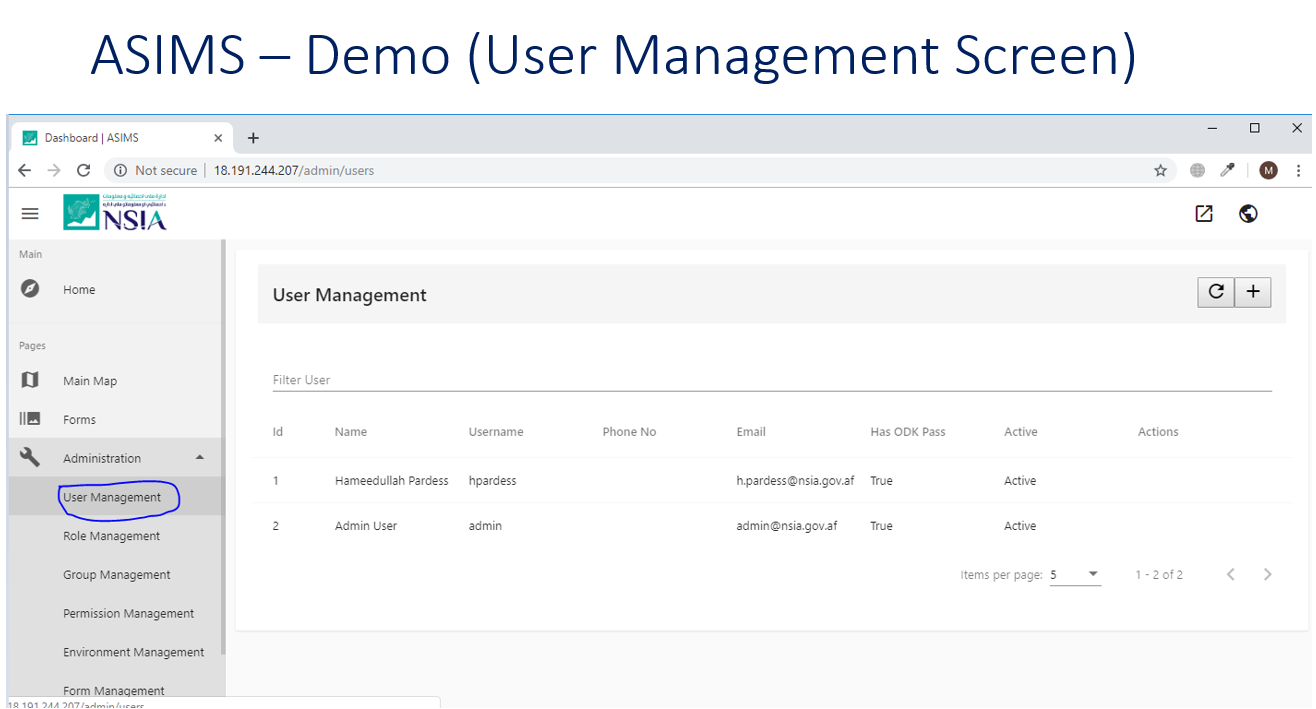 ASIMS – Demo (User Management Screen)
Dashboard | ASIMS
Not secure | 18.191.244.207/admin/users
M
NSIA
Main
Home
Pages
Main Map
Forms
Administration
User Management
Role Management
Group Management
Permission Management
Environment Management
Form Management
18.191.244.207/admin/users
User Management
Filter User
Id Name Username Phone No Email Has ODK Pass Active Actions
1 Hameedullah Pardess hpardess h.pardess@nsia.gov.af True Active
2 Admin User admin admin@nsia.gov.af True Active
Items per page: 5 1 - 2 of 2